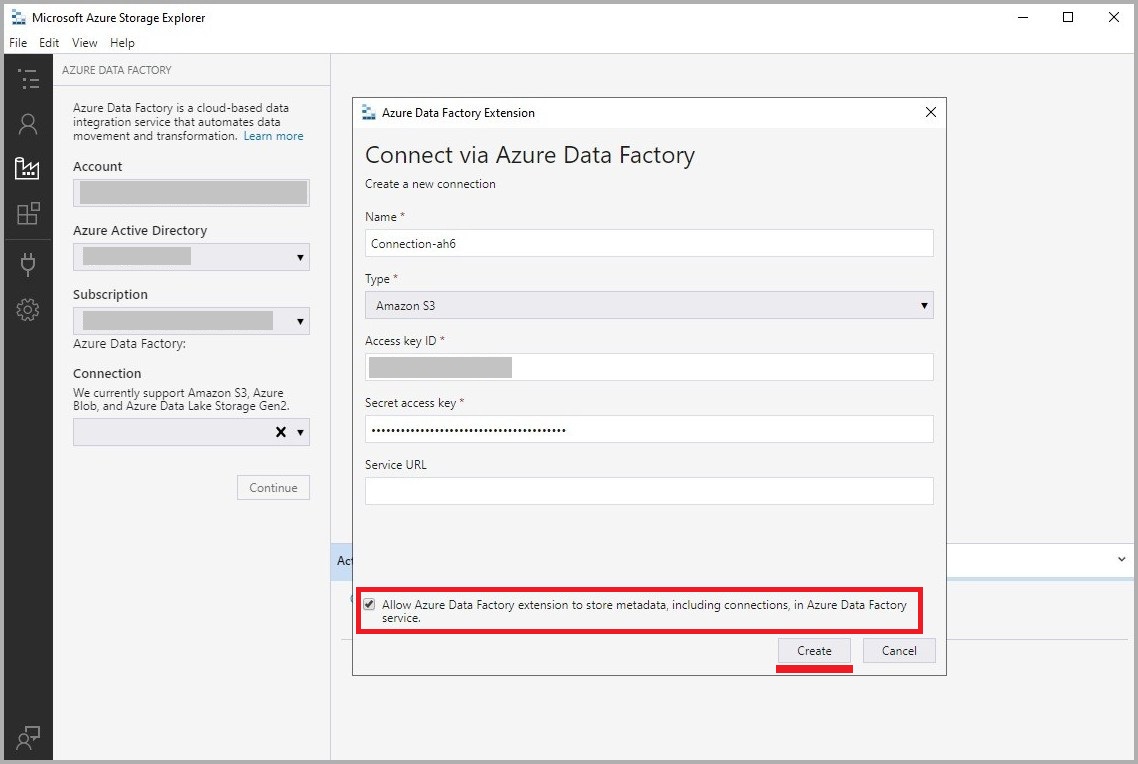 Microsoft Azure Storage Explorer
File Edit View Help
AZURE DATA FACTORY
Azure Data Factory is a cloud-based data
integration service that automates data
movement and transformation. Learn more
Account
Azure Active Directory
Subscription
Azure Data Factory:
Connection
We currently support Amazon S3, Azure
Blob, and Azure Data Lake Storage Gen2.
Continue
Azure Data Factory Extension
Connect via Azure Data Factory
Create a new connection
Name *
Connection-ah6
Type *
Amazon S3
Access key ID *
Secret access key *
Service URL
Allow Azure Data Factory extension to store metadata, including connections, in Azure Data Factory
service.
Create
Cancel